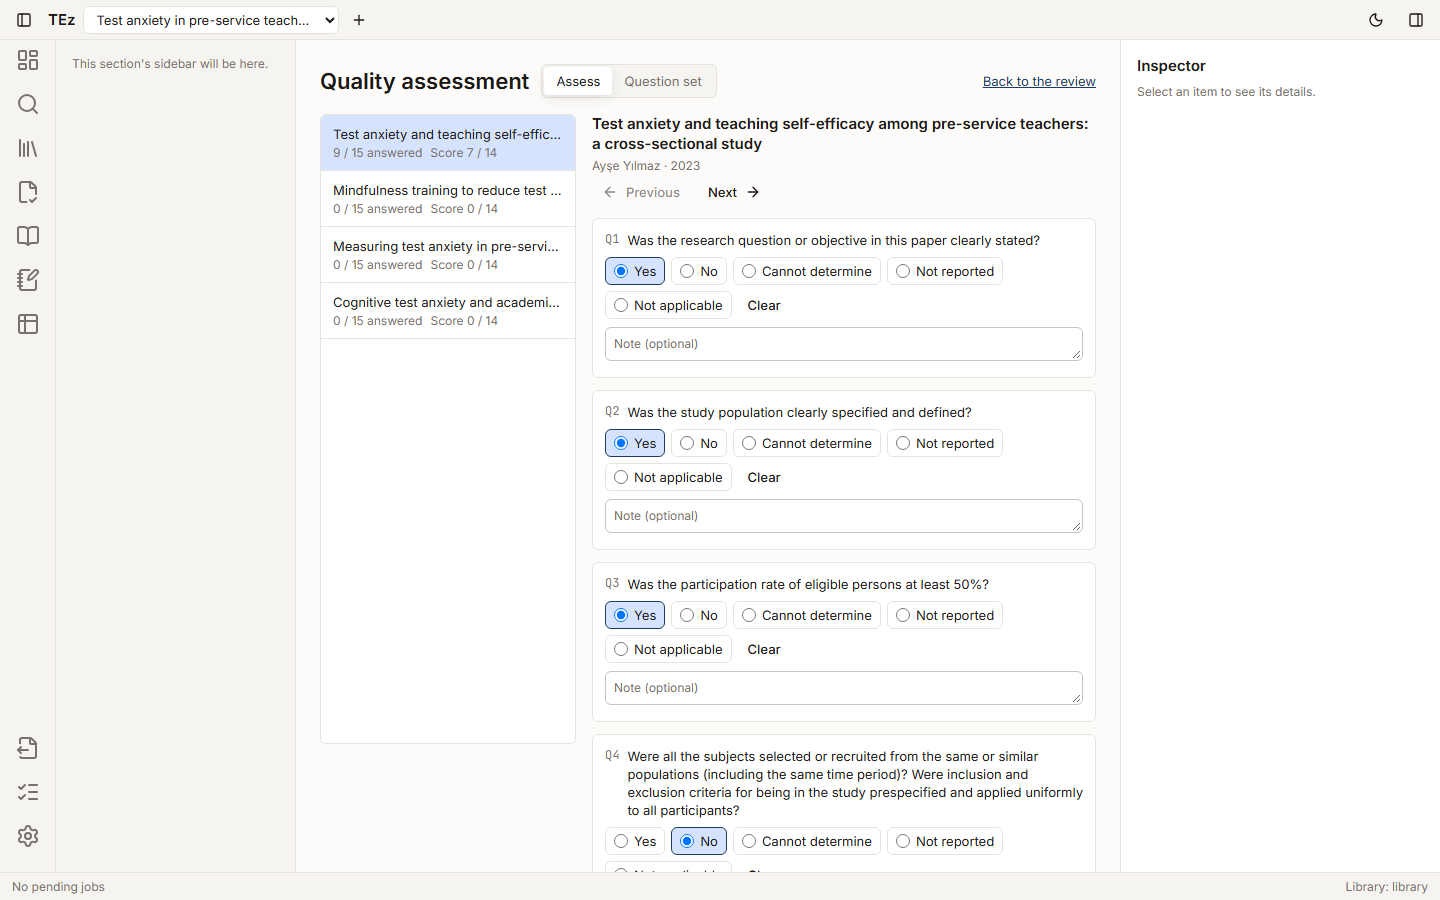 TEz
Test anxiety in pre-service teach...
This section's sidebar will be here.
Quality assessment
Assess
Question set
Back to the review
Test anxiety and teaching self-effic...
9 / 15 answered Score 7 / 14
Mindfulness training to reduce test ...
0 / 15 answered Score 0 / 14
Measuring test anxiety in pre-servi...
0 / 15 answered Score 0 / 14
Cognitive test anxiety and academi...
0 / 15 answered Score 0 / 14
Test anxiety and teaching self-efficacy among pre-service teachers:
a cross-sectional study
Ayşe Yılmaz · 2023
Previous
Next
Q1 Was the research question or objective in this paper clearly stated?
Yes No Cannot determine Not reported
Not applicable Clear
Note (optional)
Q2 Was the study population clearly specified and defined?
Yes No Cannot determine Not reported
Not applicable Clear
Note (optional)
Q3 Was the participation rate of eligible persons at least 50%?
Yes No Cannot determine Not reported
Not applicable Clear
Note (optional)
Q4 Were all the subjects selected or recruited from the same or similar
populations (including the same time period)? Were inclusion and
exclusion criteria for being in the study prespecified and applied uniformly
to all participants?
Yes No Cannot determine Not reported
Inspector
Select an item to see its details.
No pending jobs
Library: library